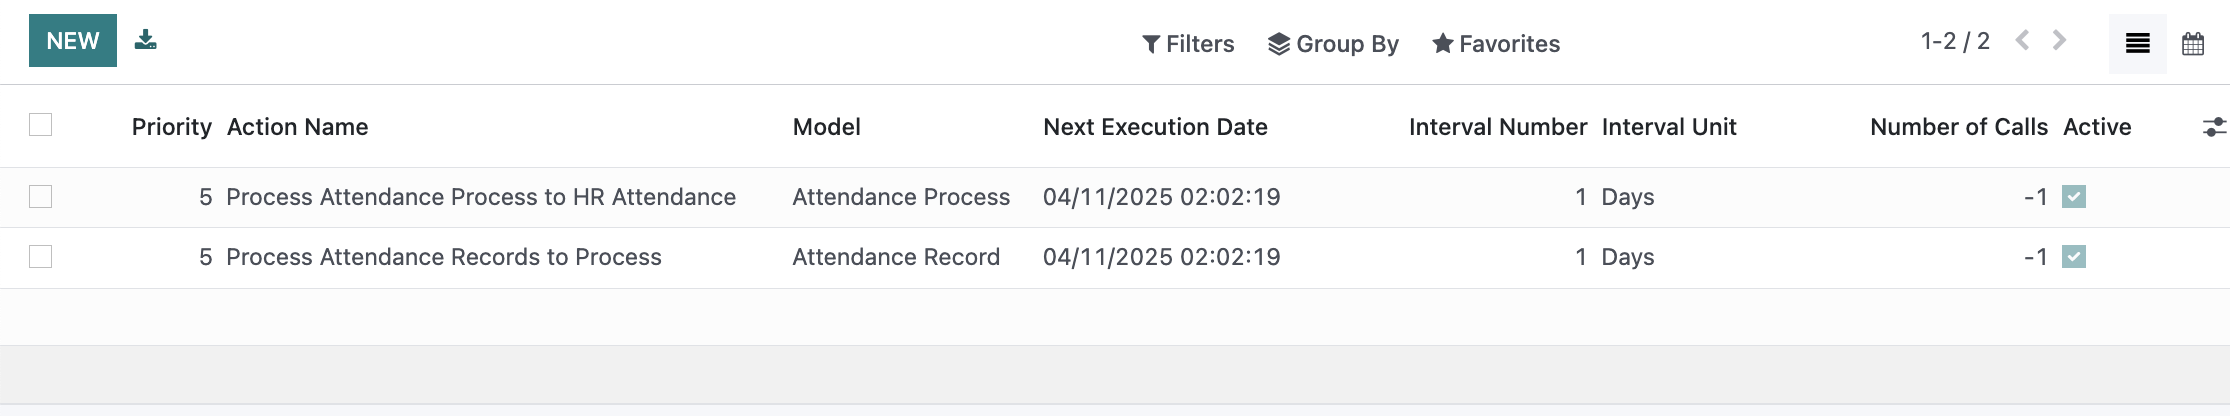 NEW Filters Group By Favorites 1-2 / 2
Priority Action Name Model Next Execution Date Interval Number Interval Unit Number of Calls Active
5 Process Attendance Process to HR Attendance Attendance Process 04/11/2025 02:02:19 1 Days -1
5 Process Attendance Records to Process Attendance Record 04/11/2025 02:02:19 1 Days -1